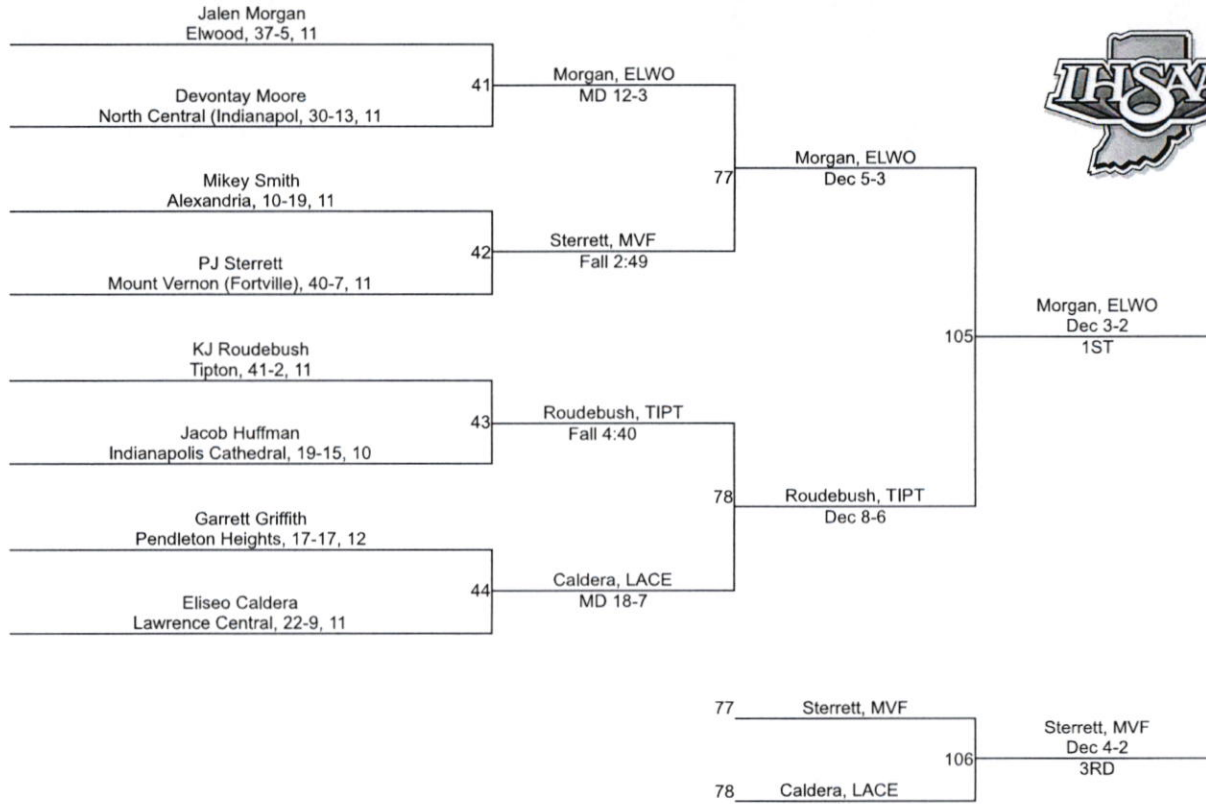 Jalen Morgan
Elwood, 37-5, 11
41
Morgan, ELWO
MD 12-3
Devontay Moore
North Central (Indianapol, 30-13, 11
77
Morgan, ELWO
Dec 5-3
Mikey Smith
Alexandria, 10-19, 11
42
Sterrett, MVF
Fall 2:49
PJ Sterrett
Mount Vernon (Fortville), 40-7, 11
105
Morgan, ELWO
Dec 3-2
1ST
KJ Roudebush
Tipton, 41-2, 11
43
Roudebush, TIPT
Fall 4:40
Jacob Huffman
Indianapolis Cathedral, 19-15, 10
78
Roudebush, TIPT
Dec 8-6
Garrett Griffith
Pendleton Heights, 17-17, 12
44
Caldera, LACE
MD 18-7
Eliseo Caldera
Lawrence Central, 22-9, 11
77
Sterrett, MVF
106
Sterrett, MVF
Dec 4-2
3RD
78
Caldera, LACE
IHSAA